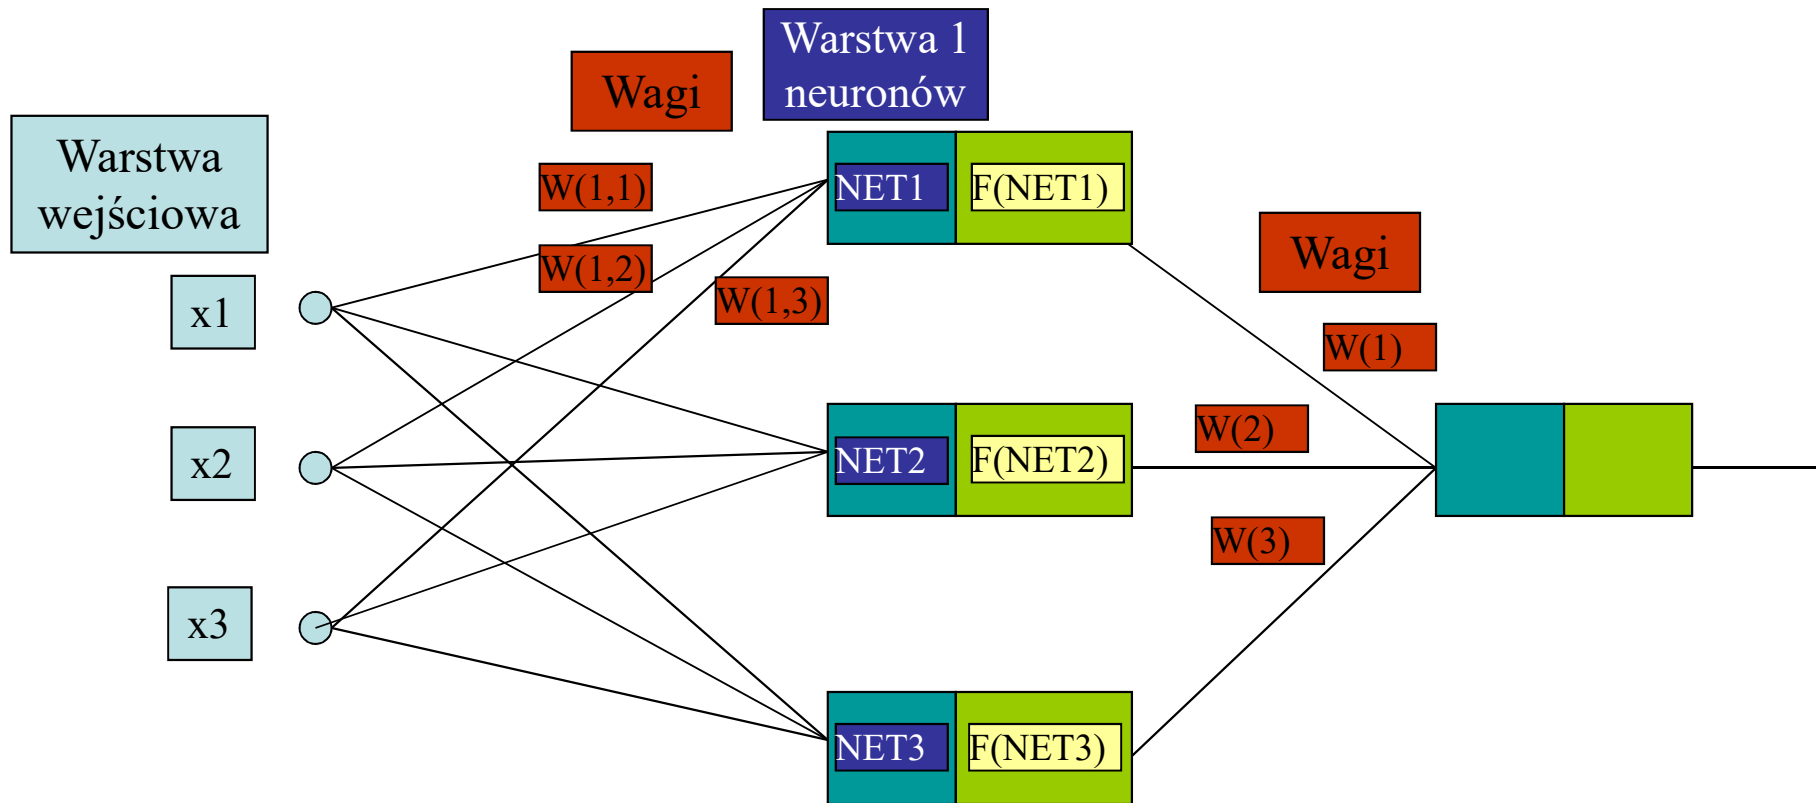 Warstwa 1
neuronów
Wagi
Warstwa
wejściowa
W(1,1)
NET1
F(NET1)
Wagi
W(1,2)
W(1,3)
x1
W(1)
W(2)
x2
NET2
F(NET2)
W(3)
x3
NET3
F(NET3)